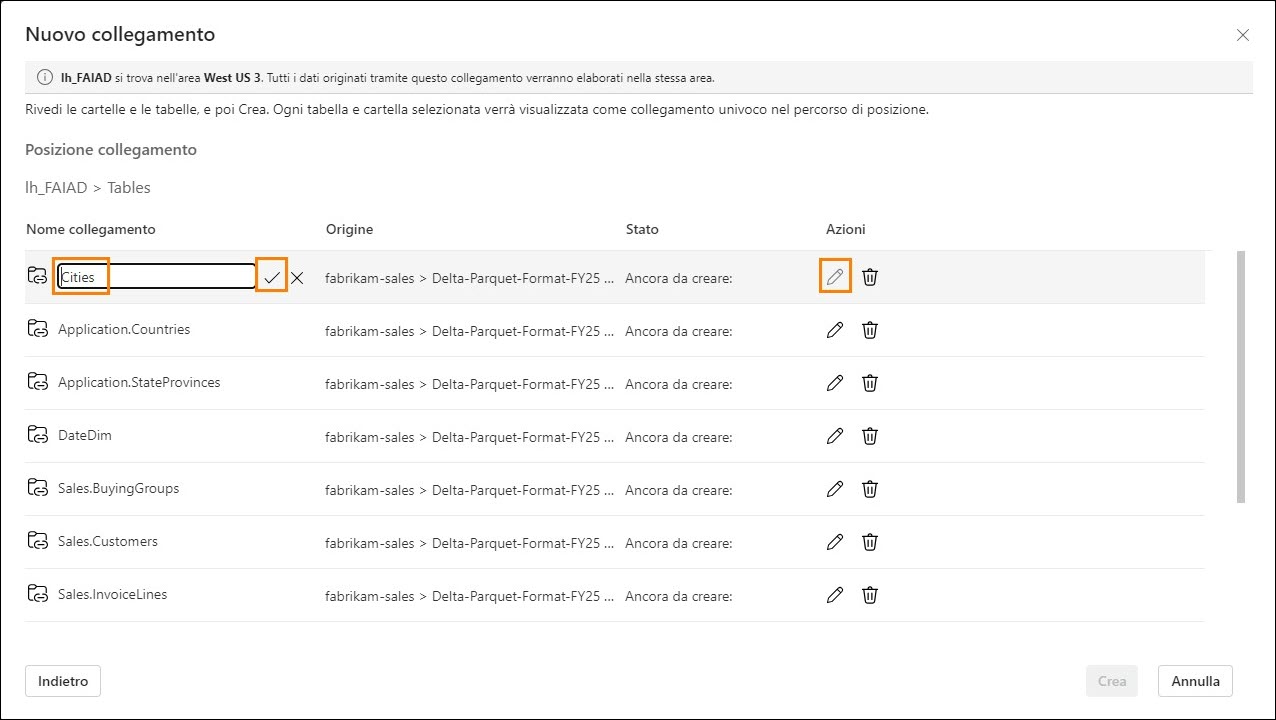 Nuovo collegamento
lh_FAIAD si trova nell'area West US 3. Tutti i dati originati tramite questo collegamento verranno elaborati nella stessa area.
Rivedi le cartelle e le tabelle, e poi Crea. Ogni tabella e cartella selezionata verrà visualizzata come collegamento univoco nel percorso di posizione.
Posizione collegamento
lh_FAIAD > Tables
Nome collegamento Origine Stato Azioni
Cities fabrikam-sales > Delta-Parquet-Format-FY25 ... Ancora da creare:
Application.Countries fabrikam-sales > Delta-Parquet-Format-FY25 ... Ancora da creare:
Application.StateProvinces fabrikam-sales > Delta-Parquet-Format-FY25 ... Ancora da creare:
DateDim fabrikam-sales > Delta-Parquet-Format-FY25 ... Ancora da creare:
Sales.BuyingGroups fabrikam-sales > Delta-Parquet-Format-FY25 ... Ancora da creare:
Sales.Customers fabrikam-sales > Delta-Parquet-Format-FY25 ... Ancora da creare:
Sales.InvoiceLines fabrikam-sales > Delta-Parquet-Format-FY25 ... Ancora da creare:
Indietro Crea Annulla